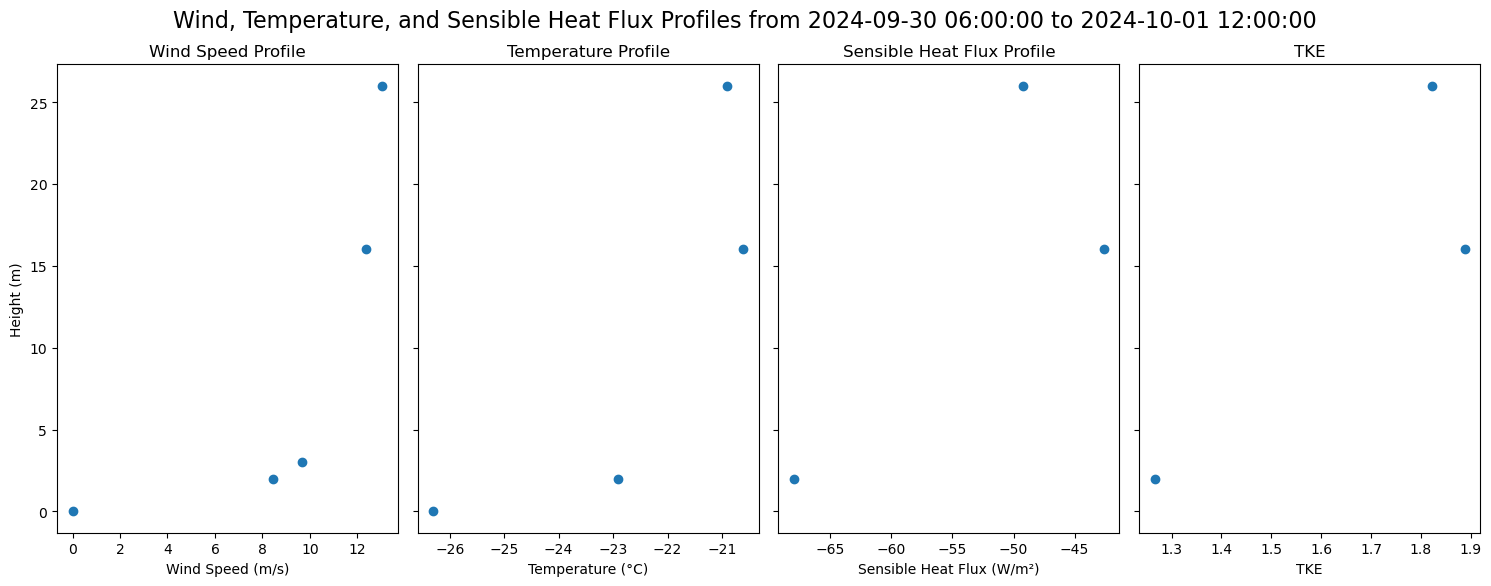 Wind, Temperature, and Sensible Heat Flux Profiles from 2024-09-30 06:00:00 to 2024-10-01 12:00:00
Wind Speed Profile
Temperature Profile
Sensible Heat Flux Profile
TKE
25
20
15
10
5
0
Height (m)
0 2 4 6 8 10 12
−26 −25 −24 −23 −22 −21
−65 −60 −55 −50 −45
1.3 1.4 1.5 1.6 1.7 1.8 1.9
Wind Speed (m/s)
Temperature (°C)
Sensible Heat Flux (W/m²)
TKE